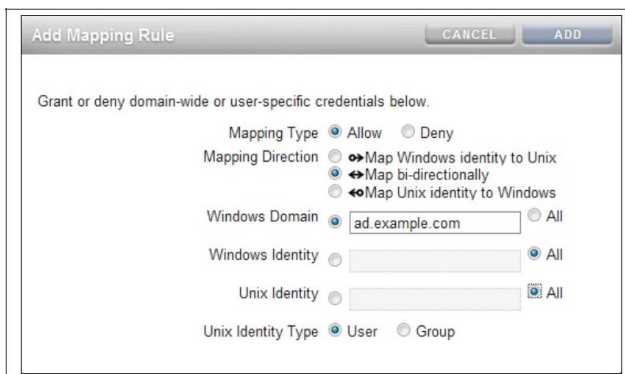 Add Mapping Rule CANCEL ADD
Grant or deny domain-wide or user-specific credentials below.
Mapping Type Allow Deny
Mapping Direction Map Windows identity to Unix
Map bi-directionally
Map Unix identity to Windows
Windows Domain ad.example.com All
Windows Identity All
Unix Identity All
Unix Identity Type User Group